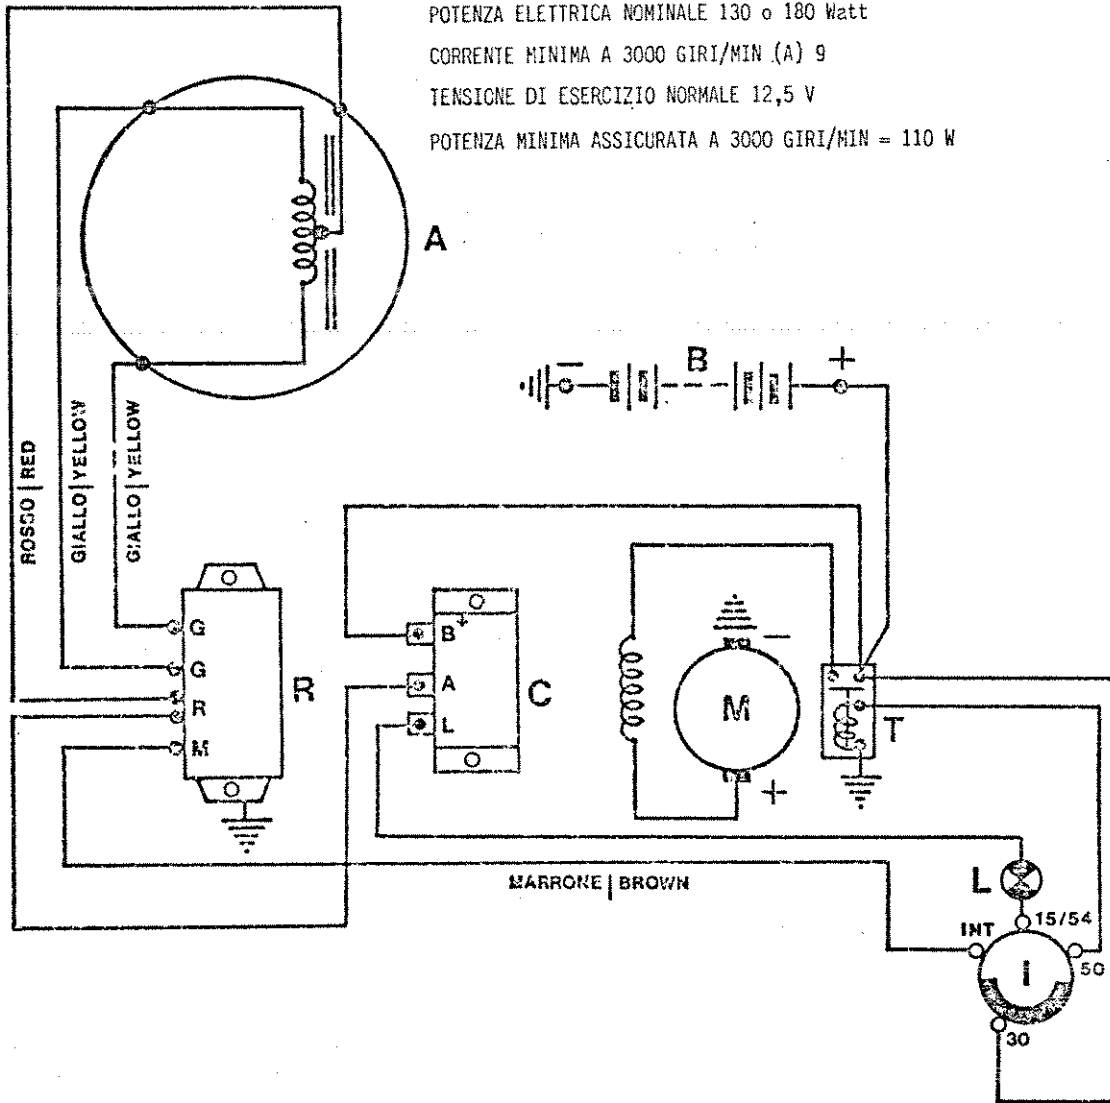 POTENZA ELETTRICA NOMINALE 130 o 180 Watt
CORRENTE MINIMA A 3000 GIRI/MIN (A) 9
TENSIONE DI ESERCIZIO NORMALE 12,5 V
POTENZA MINIMA ASSICURATA A 3000 GIRI/MIN = 110 W
A
− B +
ROSSO | RED
GIALLO | YELLOW
GIALLO | YELLOW
G
G
R
M
R
B+
A
L
C
M
−
+
T
MARRONE | BROWN
L
INT
15/54
50
I
30